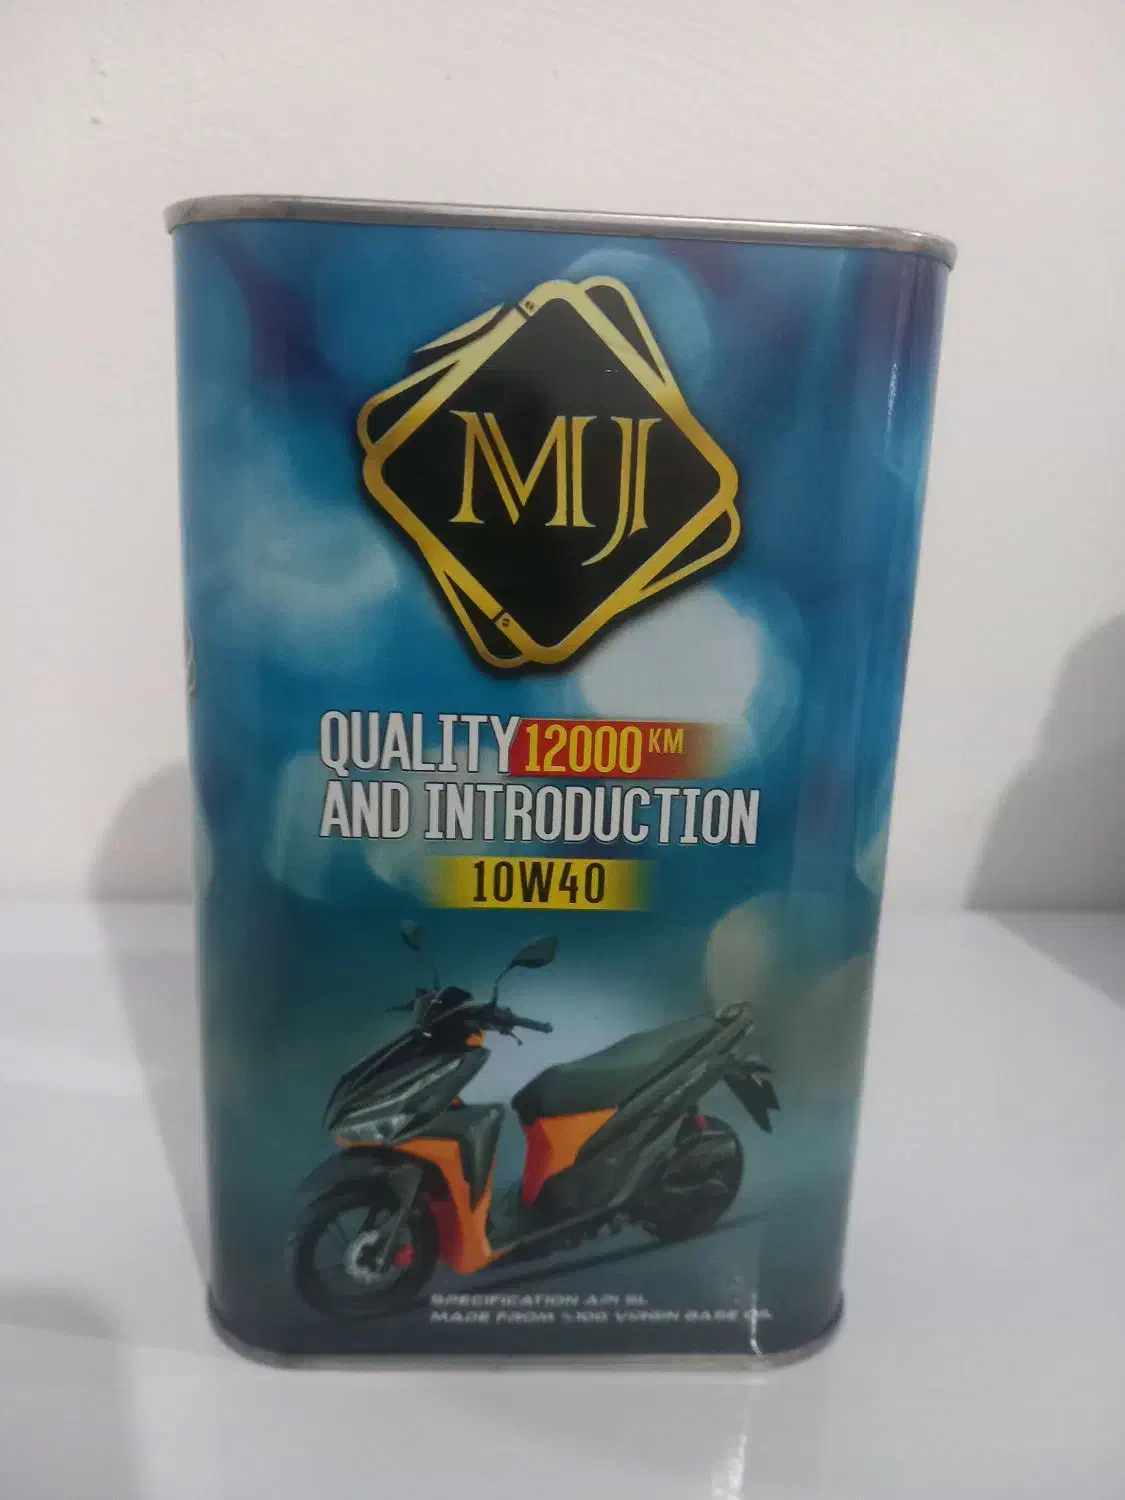 MJ
QUALITY 12000 KM
AND INTRODUCTION
10W40
SPECIFICATION API SL
MADE FROM %100 VIRGIN BASE OIL